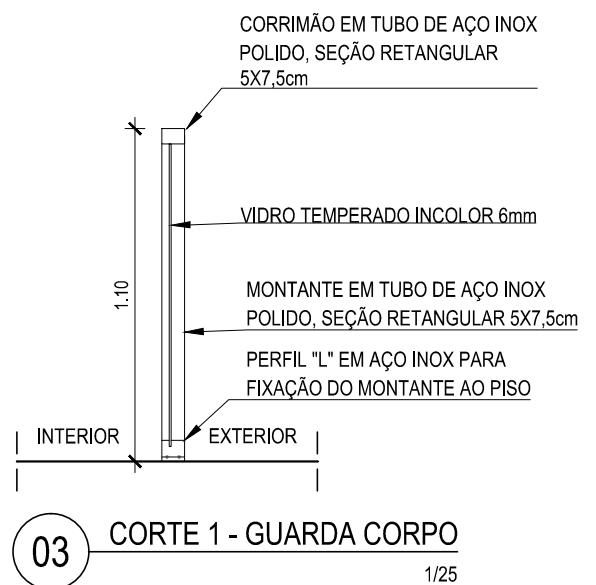 CORRIMÃO EM TUBO DE AÇO INOX
POLIDO, SEÇÃO RETANGULAR
5X7,5cm
VIDRO TEMPERADO INCOLOR 6mm
1.10
MONTANTE EM TUBO DE AÇO INOX
POLIDO, SEÇÃO RETANGULAR 5X7,5cm
PERFIL "L" EM AÇO INOX PARA
FIXAÇÃO DO MONTANTE AO PISO
INTERIOR
EXTERIOR
03
CORTE 1 - GUARDA CORPO
1/25